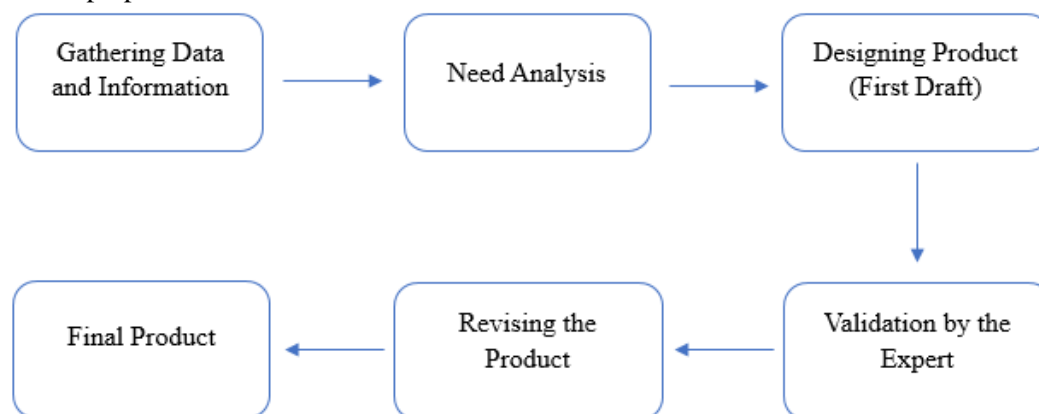 Gathering Data
and Information
Need Analysis
Designing Product
(First Draft)
Validation by the
Expert
Revising the
Product
Final Product